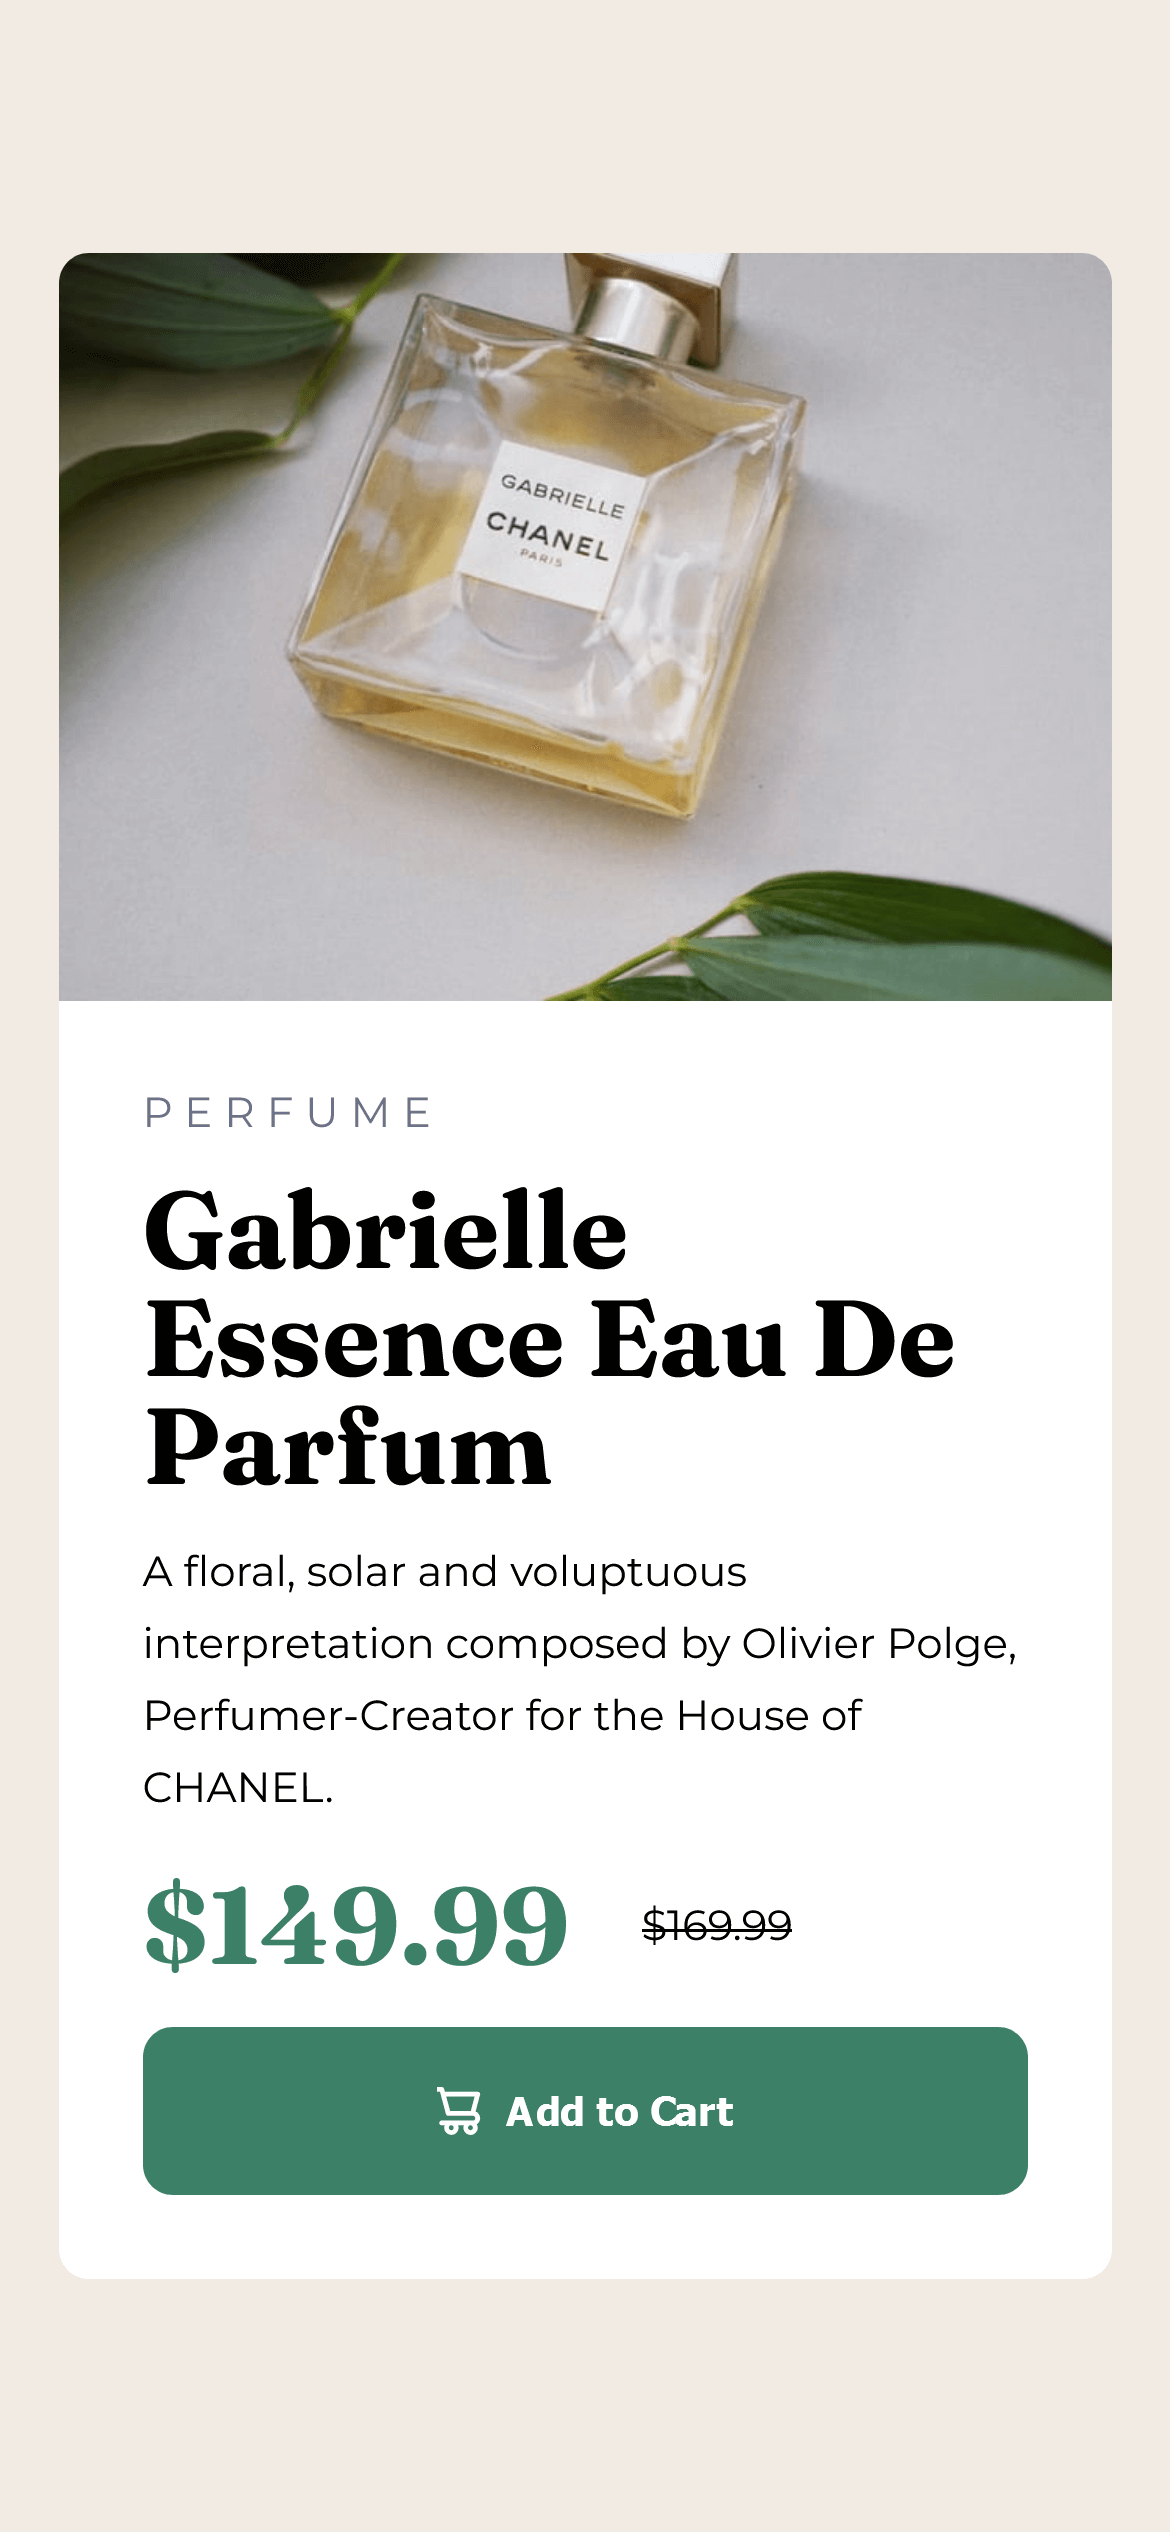 GABRIELLE
CHANEL
PARIS
PERFUME
Gabrielle
Essence Eau De
Parfum
A floral, solar and voluptuous
interpretation composed by Olivier Polge,
Perfumer-Creator for the House of
CHANEL.
$149.99 $169.99
Add to Cart